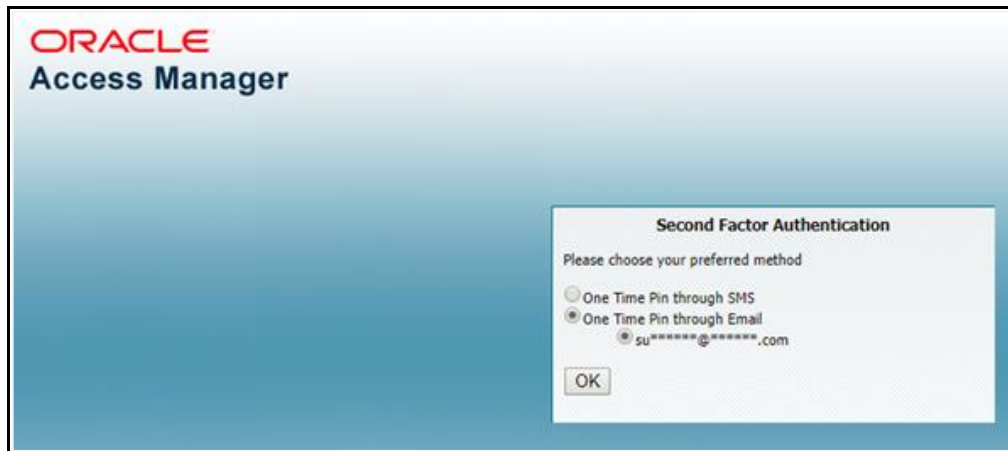 ORACLE
Access Manager
Second Factor Authentication
Please choose your preferred method
One Time Pin through SMS
One Time Pin through Email
su******@******.com
OK